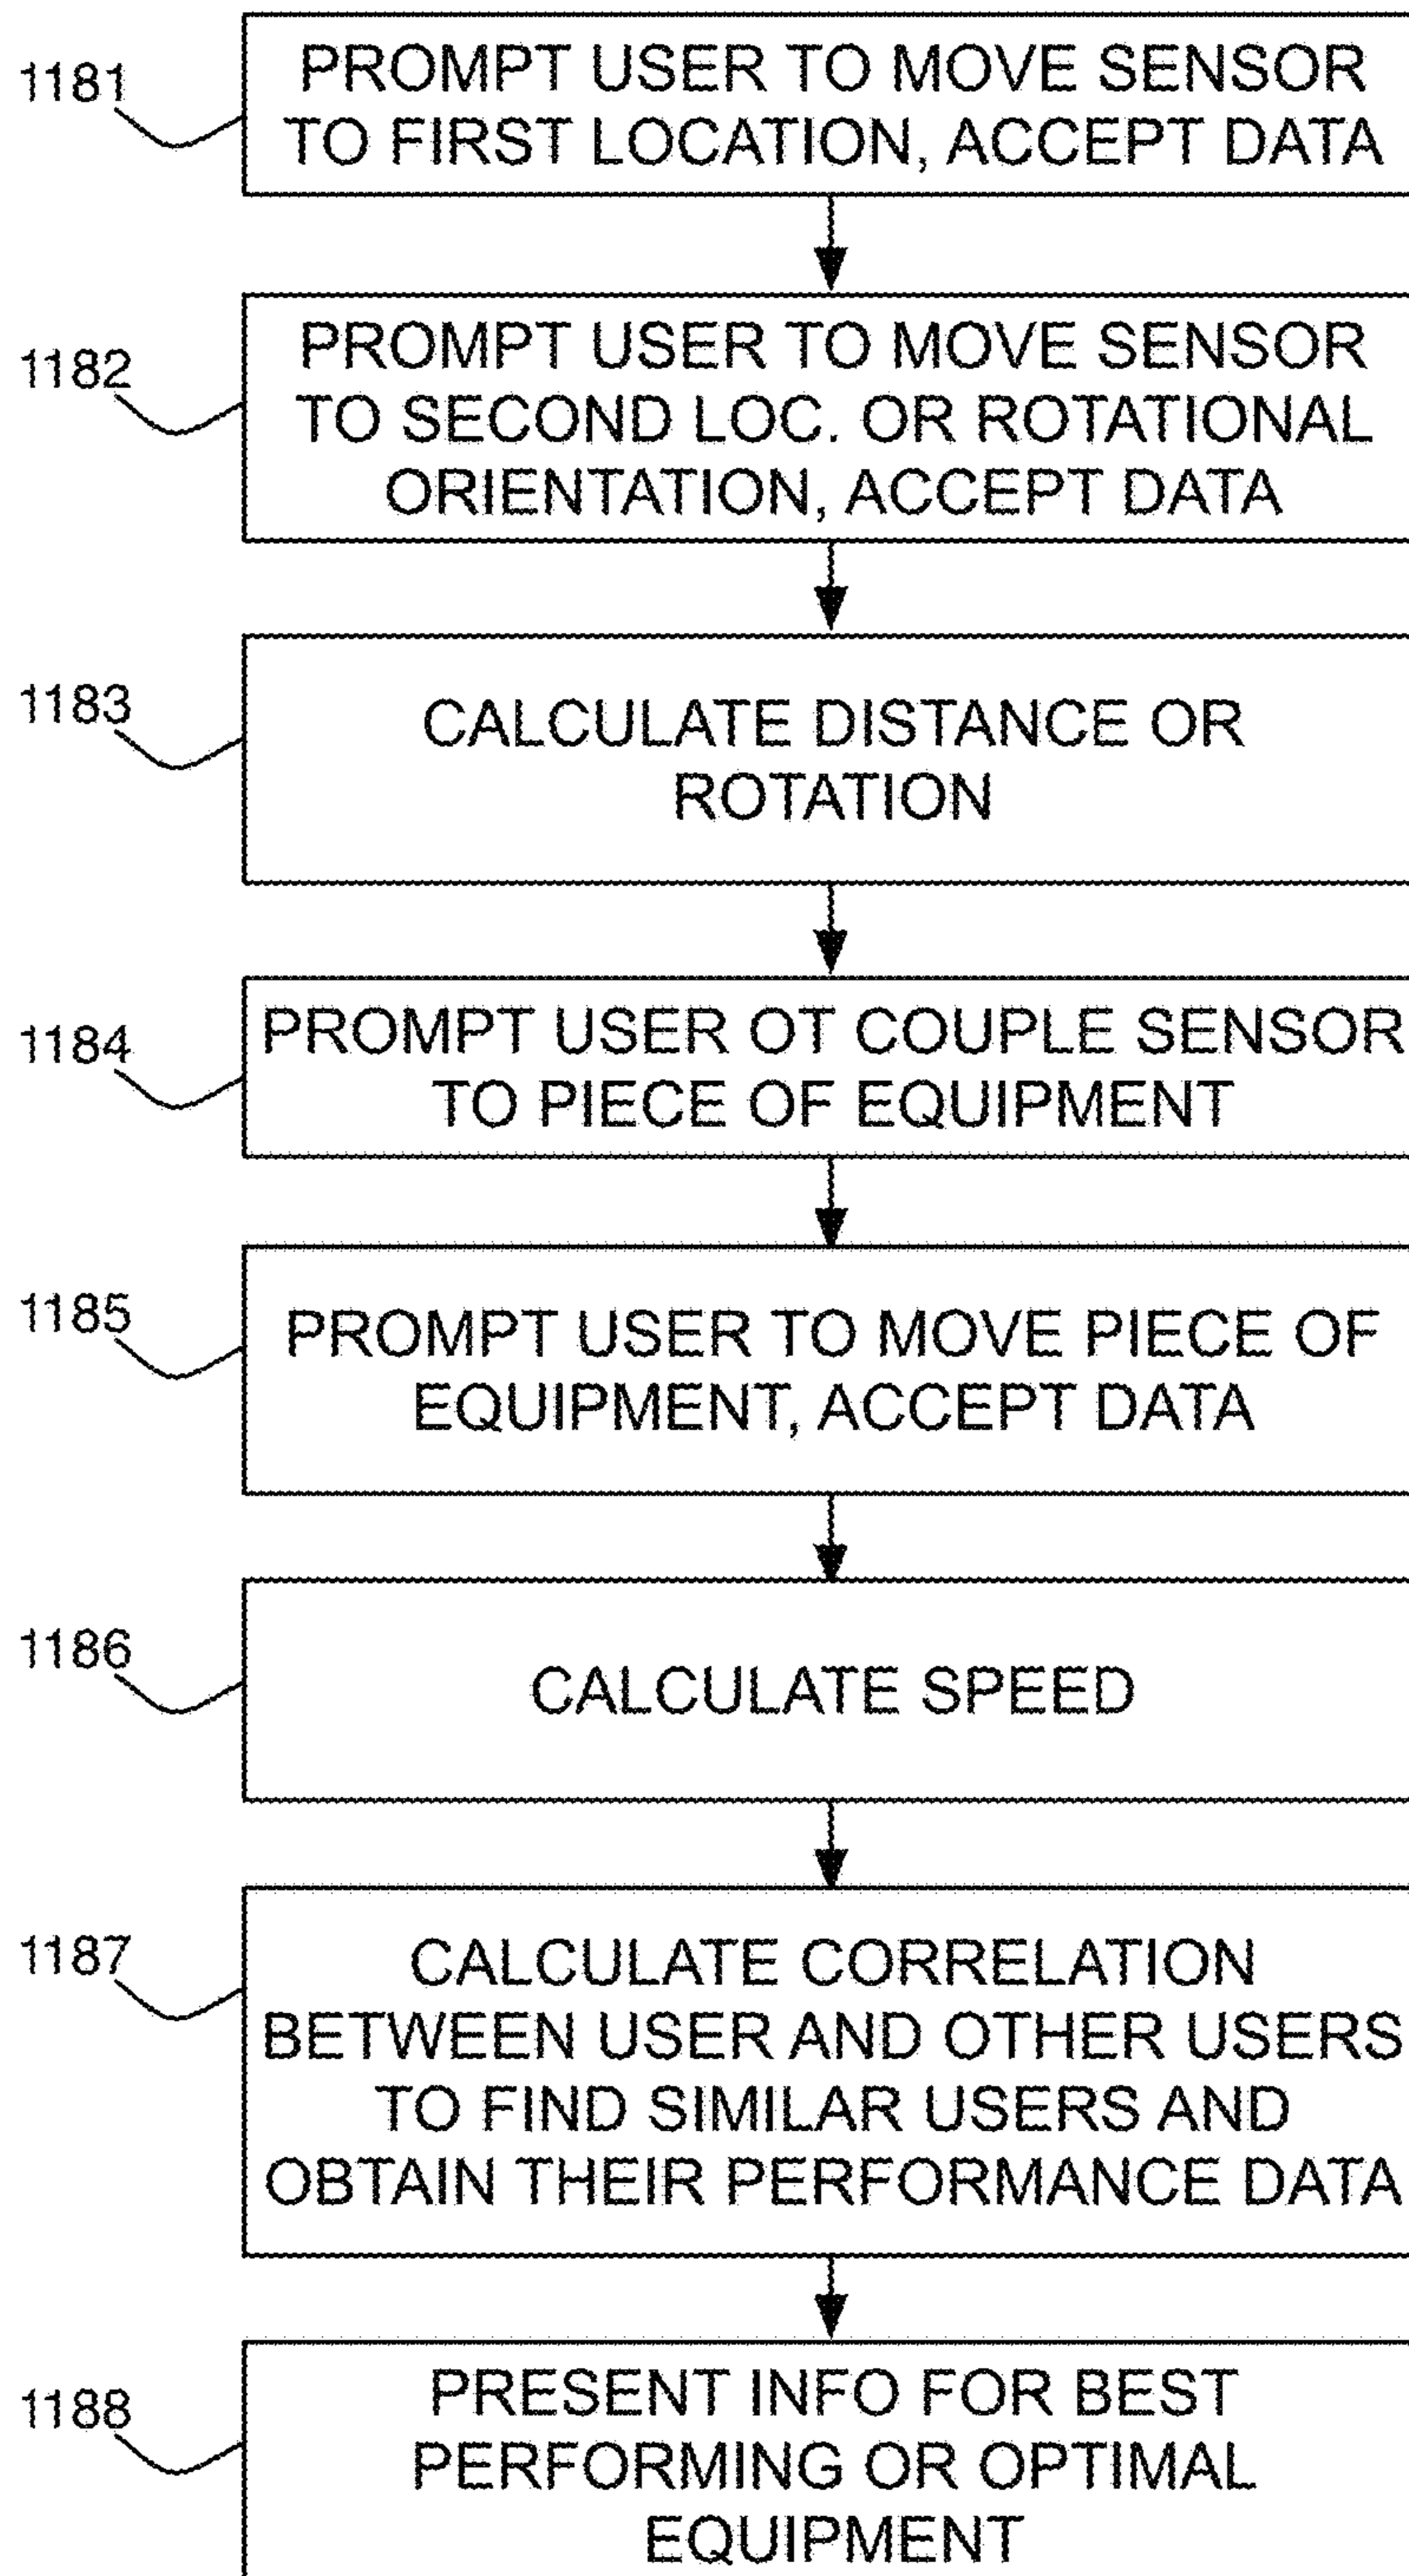 1181
PROMPT USER TO MOVE SENSOR
TO FIRST LOCATION, ACCEPT DATA
1182
PROMPT USER TO MOVE SENSOR
TO SECOND LOC. OR ROTATIONAL
ORIENTATION, ACCEPT DATA
1183
CALCULATE DISTANCE OR
ROTATION
1184
PROMPT USER OT COUPLE SENSOR
TO PIECE OF EQUIPMENT
1185
PROMPT USER TO MOVE PIECE OF
EQUIPMENT, ACCEPT DATA
1186
CALCULATE SPEED
1187
CALCULATE CORRELATION
BETWEEN USER AND OTHER USERS
TO FIND SIMILAR USERS AND
OBTAIN THEIR PERFORMANCE DATA
1188
PRESENT INFO FOR BEST
PERFORMING OR OPTIMAL
EQUIPMENT